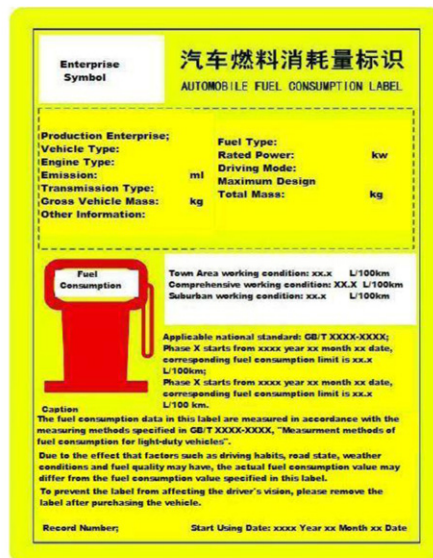 Enterprise
Symbol
汽车燃料消耗量标识
AUTOMOBILE FUEL CONSUMPTION LABEL
Production Enterprise;
Vehicle Type:
Engine Type:
Emission: ml
Transmission Type:
Gross Vehicle Mass: kg
Other Information:
Fuel Type:
Rated Power: kw
Driving Mode:
Maximum Design
Total Mass: kg
Fuel
Consumption
Town Area working condition: xx.x L/100km
Comprehensive working condition: XX.X L/100km
Suburban working condition: xx.x L/100km
Applicable national standard: GB/T XXXX-XXXX;
Phase X starts from xxxx year xx month xx date,
corresponding fuel consumption limit is xx.x
L/100km;
Phase X starts from xxxx year xx month xx date,
corresponding fuel consumption limit is xx.x
L/100 km.
Caption
The fuel consumption data in this label are measured in accordance with the
measuring methods specified in GB/T XXXX-XXXX, "Measurment methods of
fuel consumption for light-duty vehicles".
Due to the effect that factors such as driving habits, road state, weather
conditions and fuel quality may have, the actual fuel consumption value may
differ from the fuel consumption value specified in this label.
To prevent the label from affecting the driver's vision, please remove the
label after purchasing the vehicle.
Record Number; Start Using Date: xxxx Year xx Month xx Date